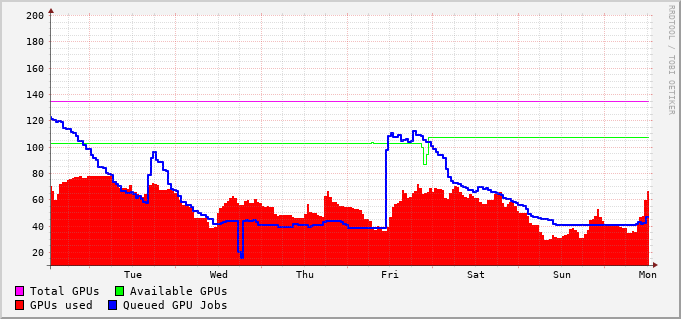 200
180
160
140
120
100
80
60
40
20
Tue Wed Thu Fri Sat Sun Mon
Total GPUs Available GPUs
GPUs used Queued GPU Jobs
RRDTOOL / TOBI OETIKER